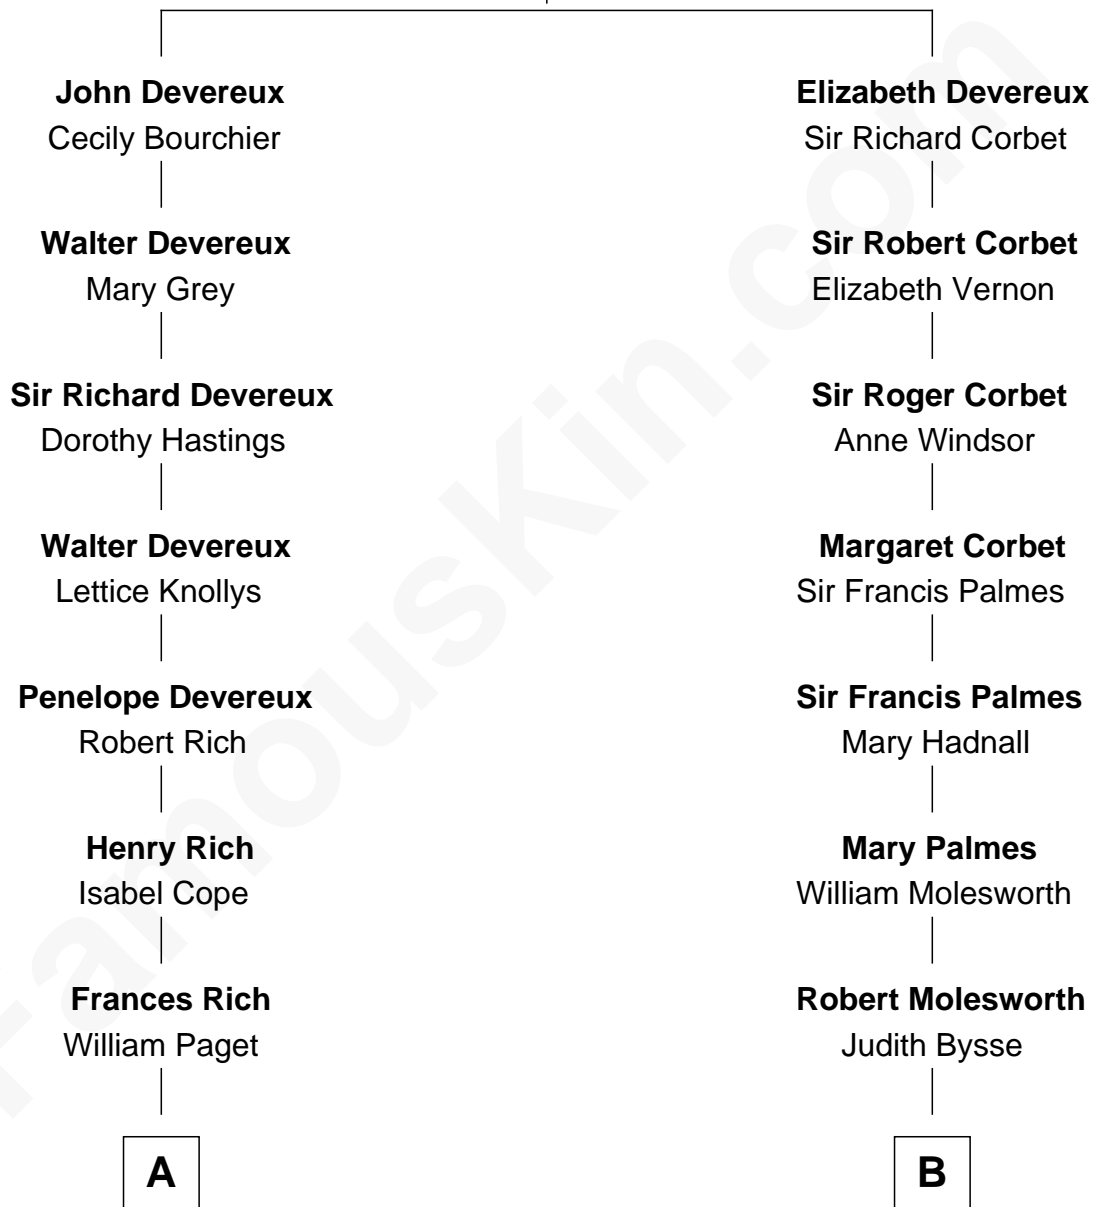 John Devereux
Cecily Bourchier
Elizabeth Devereux
Sir Richard Corbet
Walter Devereux
Mary Grey
Sir Robert Corbet
Elizabeth Vernon
Sir Richard Devereux
Dorothy Hastings
Sir Roger Corbet
Anne Windsor
Walter Devereux
Lettice Knollys
Margaret Corbet
Sir Francis Palmes
Penelope Devereux
Robert Rich
Sir Francis Palmes
Mary Hadnall
Henry Rich
Isabel Cope
Mary Palmes
William Molesworth
Frances Rich
William Paget
Robert Molesworth
Judith Bysse
A
B
FamousKin.com